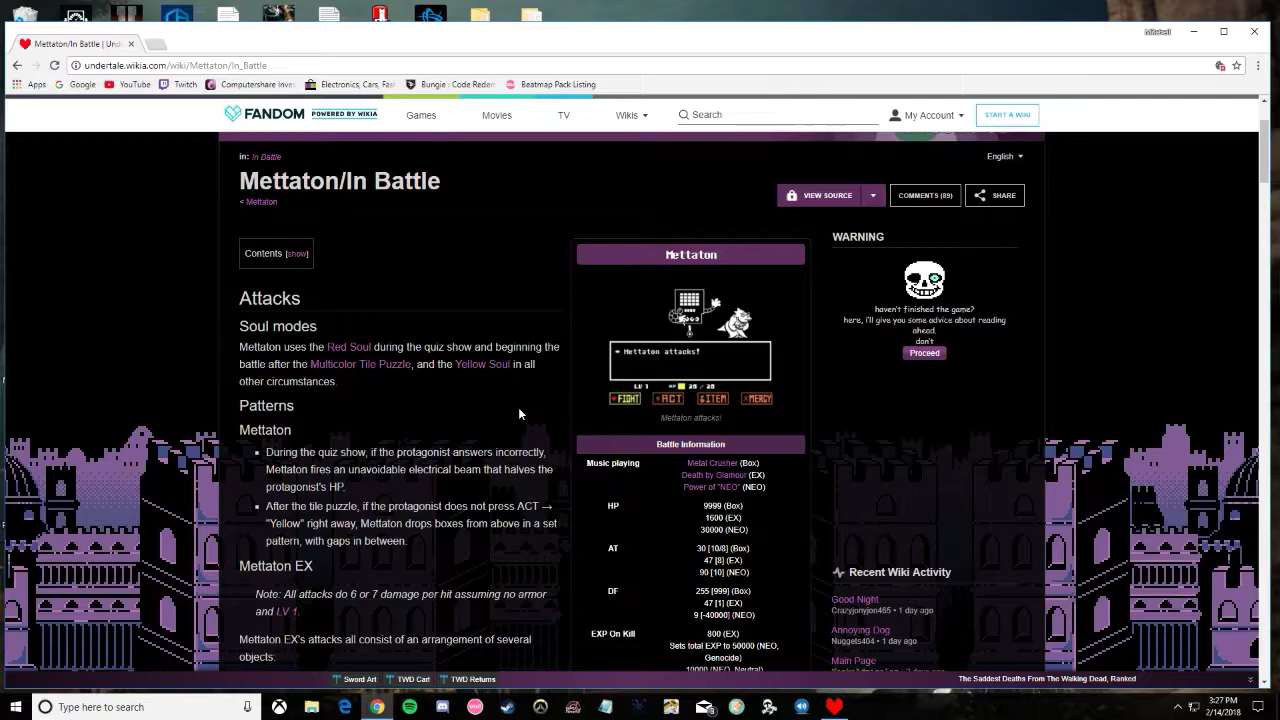 Mitchell
Mettaton/In Battle | Und
undertale.wikia.com/wiki/Mettaton/In_Battle
Apps Google YouTube Twitch Computershare Inves Electronics, Cars, Fas Bungie : Code Redem Beatmap Pack Listing
FANDOM POWERED BY WIKIA Games Movies TV Wikis Search My Account START A WIKI
in: In Battle English
Mettaton/In Battle
< Mettaton
VIEW SOURCE COMMENTS (89) SHARE
Contents [show]
Attacks
Soul modes
Mettaton uses the Red Soul during the quiz show and beginning the
battle after the Multicolor Tile Puzzle, and the Yellow Soul in all
other circumstances.
Patterns
Mettaton
During the quiz show, if the protagonist answers incorrectly,
Mettaton fires an unavoidable electrical beam that halves the
protagonist's HP.
After the tile puzzle, if the protagonist does not press ACT →
"Yellow" right away, Mettaton drops boxes from above in a set
pattern, with gaps in between.
Mettaton EX
Note: All attacks do 6 or 7 damage per hit assuming no armor
and LV 1.
Mettaton EX's attacks all consist of an arrangement of several
objects:
Mettaton
* Mettaton attacks!
LV 1 HP 20 / 20
FIGHT ACT ITEM MERCY
Mettaton attacks!
Battle Information
Music playing Metal Crusher (Box)
Death by Glamour (EX)
Power of "NEO" (NEO)
HP 9999 (Box)
1600 (EX)
30000 (NEO)
AT 30 [10/8] (Box)
47 [8] (EX)
90 [10] (NEO)
DF 255 [999] (Box)
47 [1] (EX)
9 [-40000] (NEO)
EXP On Kill 800 (EX)
Sets total EXP to 50000 (NEO,
Genocide)
10000 (NEO, Neutral)
WARNING
haven't finished the game?
here, i'll give you some advice about reading
ahead.
don't
Proceed
Recent Wiki Activity
Good Night
Crazyjonyjon465 • 1 day ago
Annoying Dog
Nuggets404 • 1 day ago
Main Page
Sword Art TWD Carl TWD Returns The Saddest Deaths From The Walking Dead, Ranked
Type here to search
3:27 PM
2/14/2018